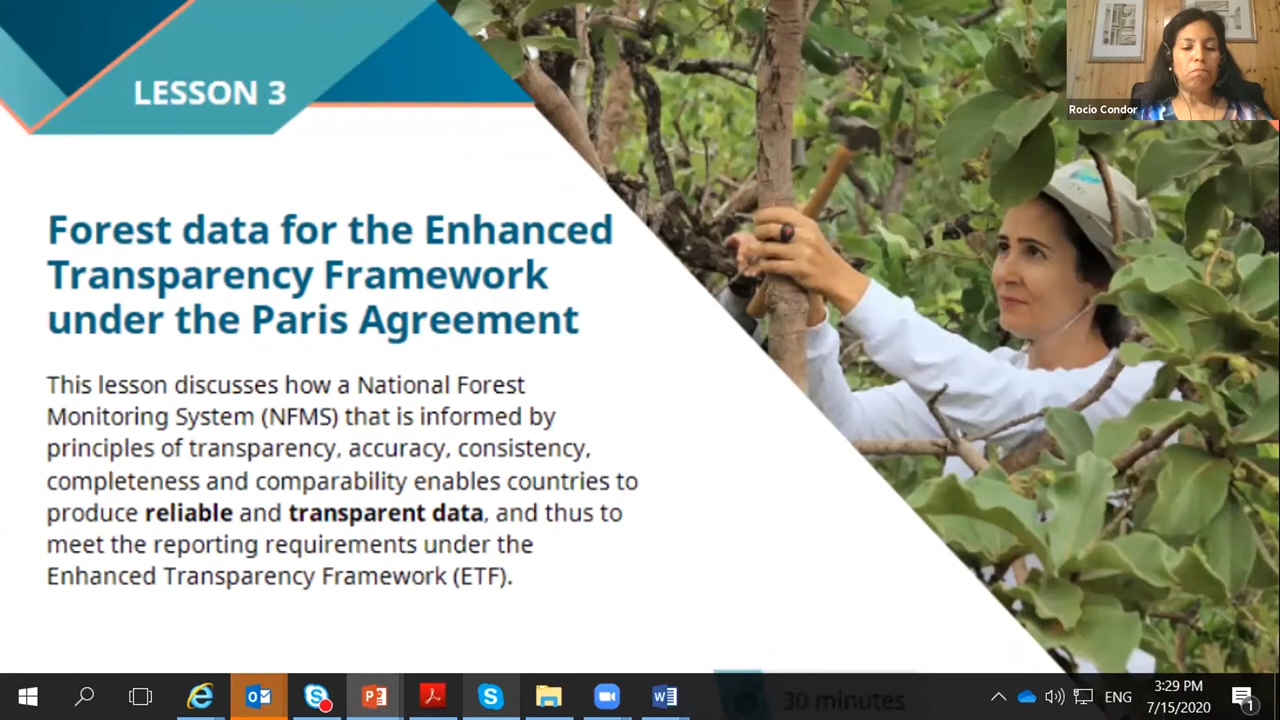 LESSON 3
Forest data for the Enhanced
Transparency Framework
under the Paris Agreement
This lesson discusses how a National Forest
Monitoring System (NFMS) that is informed by
principles of transparency, accuracy, consistency,
completeness and comparability enables countries to
produce reliable and transparent data, and thus to
meet the reporting requirements under the
Enhanced Transparency Framework (ETF).
30 minutes
Rocio Condor
ENG
3:29 PM
7/15/2020
1